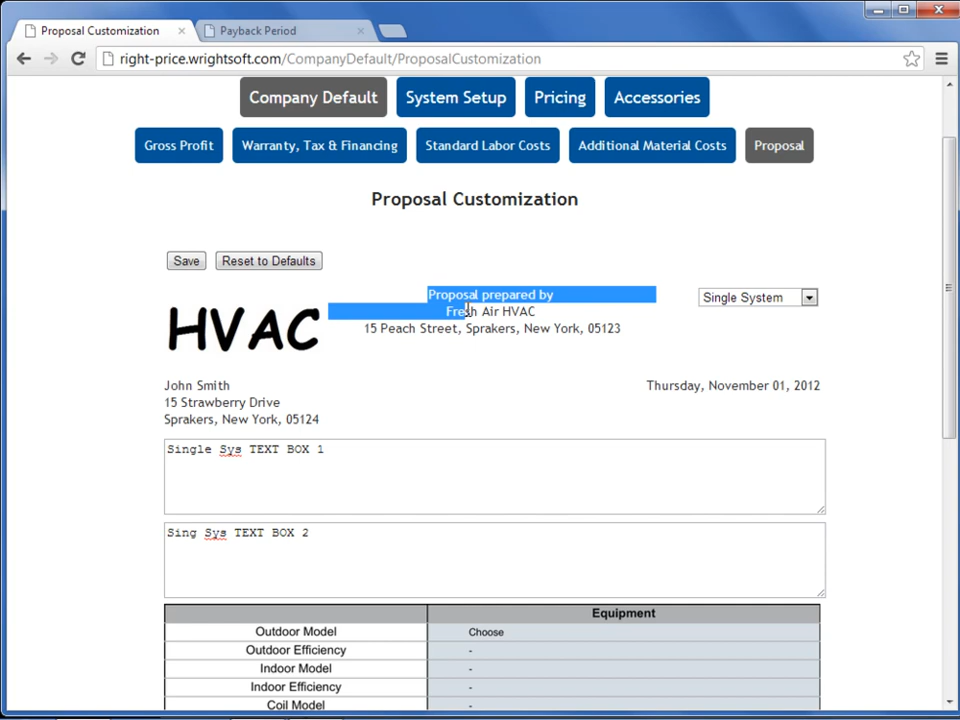 Proposal Customization
Payback Period
right-price.wrightsoft.com/CompanyDefault/ProposalCustomization
Company Default
System Setup
Pricing
Accessories
Gross Profit
Warranty, Tax & Financing
Standard Labor Costs
Additional Material Costs
Proposal
Proposal Customization
Save
Reset to Defaults
Proposal prepared by
Single System
HVAC
Fresh Air HVAC
15 Peach Street, Sprakers, New York, 05123
John Smith
Thursday, November 01, 2012
15 Strawberry Drive
Sprakers, New York, 05124
Single Sys TEXT BOX 1
Sing Sys TEXT BOX 2
Equipment
Outdoor Model
Choose
Outdoor Efficiency
-
Indoor Model
-
Indoor Efficiency
-
Coil Model
-